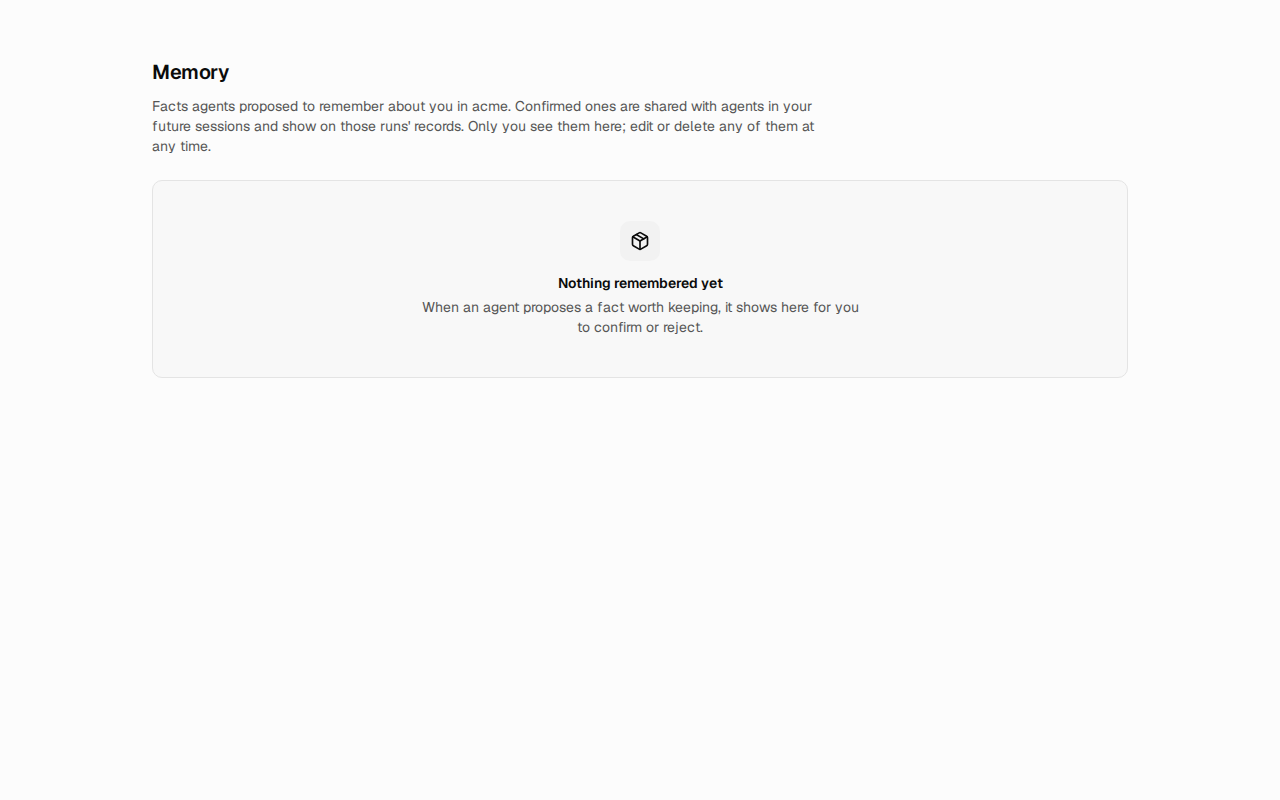 Memory
Facts agents proposed to remember about you in acme. Confirmed ones are shared with agents in your
future sessions and show on those runs' records. Only you see them here; edit or delete any of them at
any time.
Nothing remembered yet
When an agent proposes a fact worth keeping, it shows here for you
to confirm or reject.